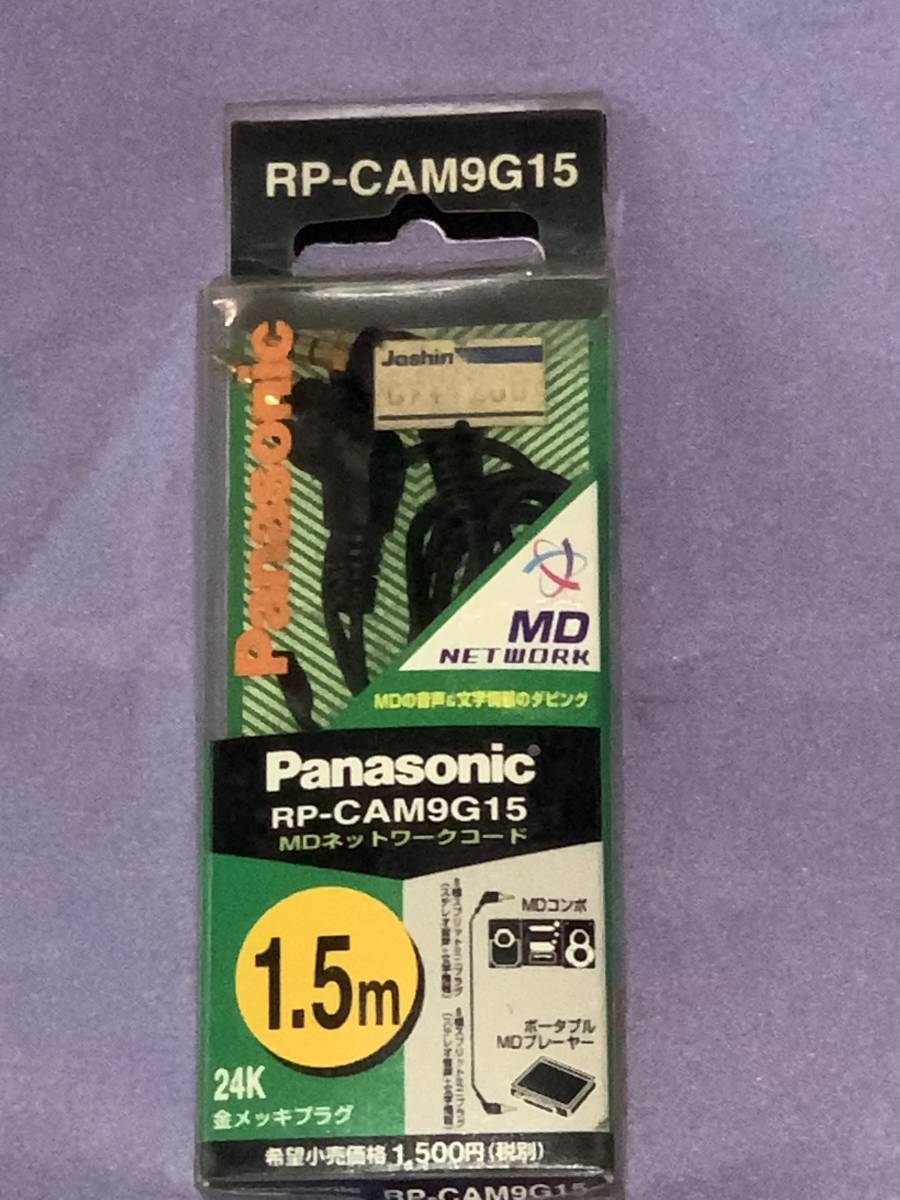 RP-CAM9G15
Panasonic
Joshin
MD
NETWORK
MDの音声&文字情報のダビング
Panasonic
RP-CAM9G15
MDネットワークコード
1.5m
24K
金メッキプラグ
MDコンポ
ポータブル
MDプレーヤー
希望小売価格 1,500円(税別)
RP-CAM9G15